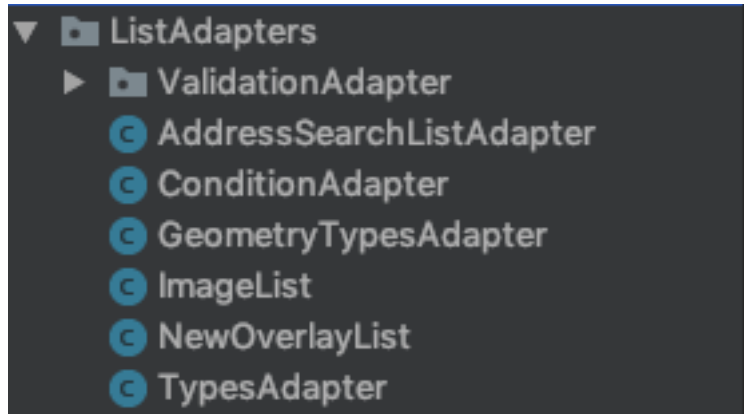 ListAdapters
ValidationAdapter
C AddressSearchListAdapter
C ConditionAdapter
C GeometryTypesAdapter
C ImageList
C NewOverlayList
C TypesAdapter